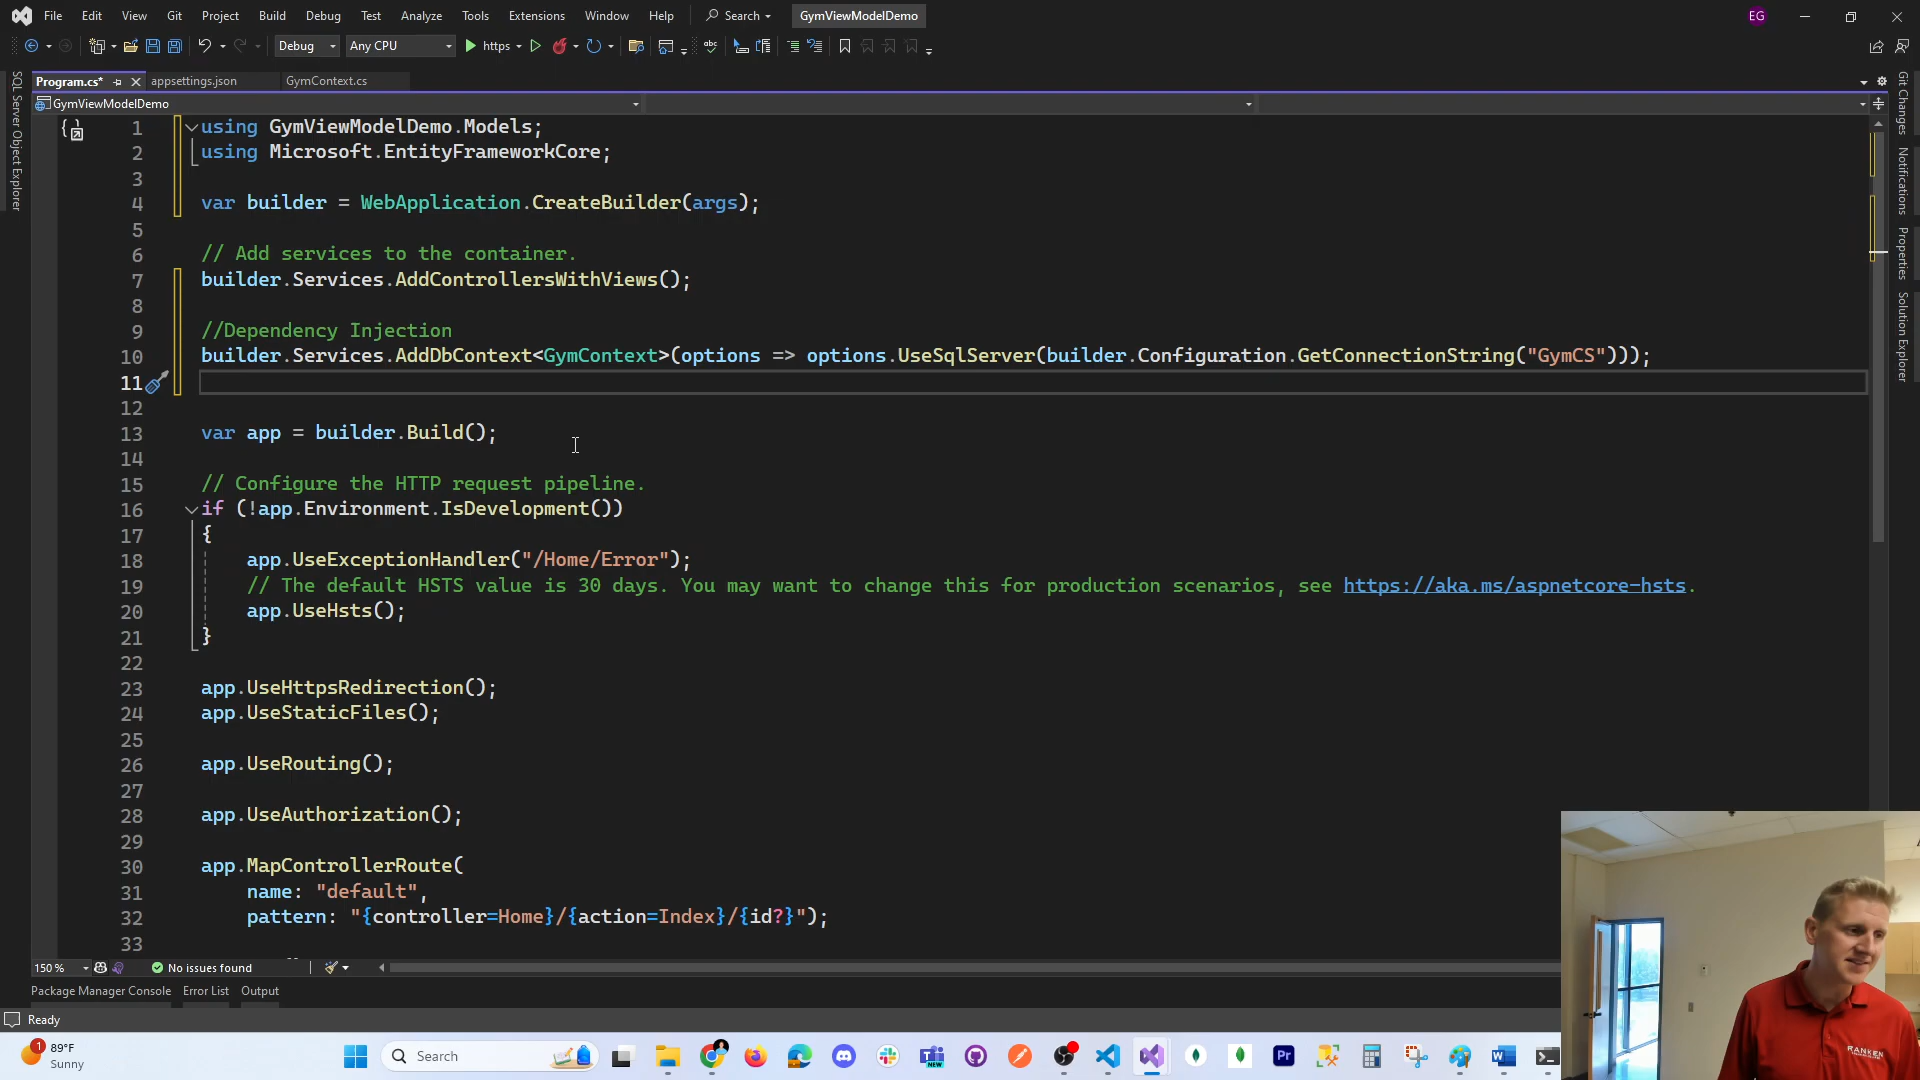 File Edit View Git Project Build Debug Test Analyze Tools Extensions Window Help Search GymViewModelDemo EG
Debug Any CPU https
Program.cs* appsettings.json GymContext.cs
GymViewModelDemo
SQL Server Object Explorer
1 using GymViewModelDemo.Models;
2 using Microsoft.EntityFrameworkCore;
3
4 var builder = WebApplication.CreateBuilder(args);
5
6 // Add services to the container.
7 builder.Services.AddControllersWithViews();
8
9 //Dependency Injection
10 builder.Services.AddDbContext<GymContext>(options => options.UseSqlServer(builder.Configuration.GetConnectionString("GymCS")));
11
12
13 var app = builder.Build();
14
15 // Configure the HTTP request pipeline.
16 if (!app.Environment.IsDevelopment())
17 {
18 app.UseExceptionHandler("/Home/Error");
19 // The default HSTS value is 30 days. You may want to change this for production scenarios, see https://aka.ms/aspnetcore-hsts.
20 app.UseHsts();
21 }
22
23 app.UseHttpsRedirection();
24 app.UseStaticFiles();
25
26 app.UseRouting();
27
28 app.UseAuthorization();
29
30 app.MapControllerRoute(
31 name: "default",
32 pattern: "{controller=Home}/{action=Index}/{id?}");
33
Git Changes
Notifications
Properties
Solution Explorer
150 % No issues found
Package Manager Console Error List Output
Ready
RANKEN
1 89°F
Sunny
Search
NEW
Pr